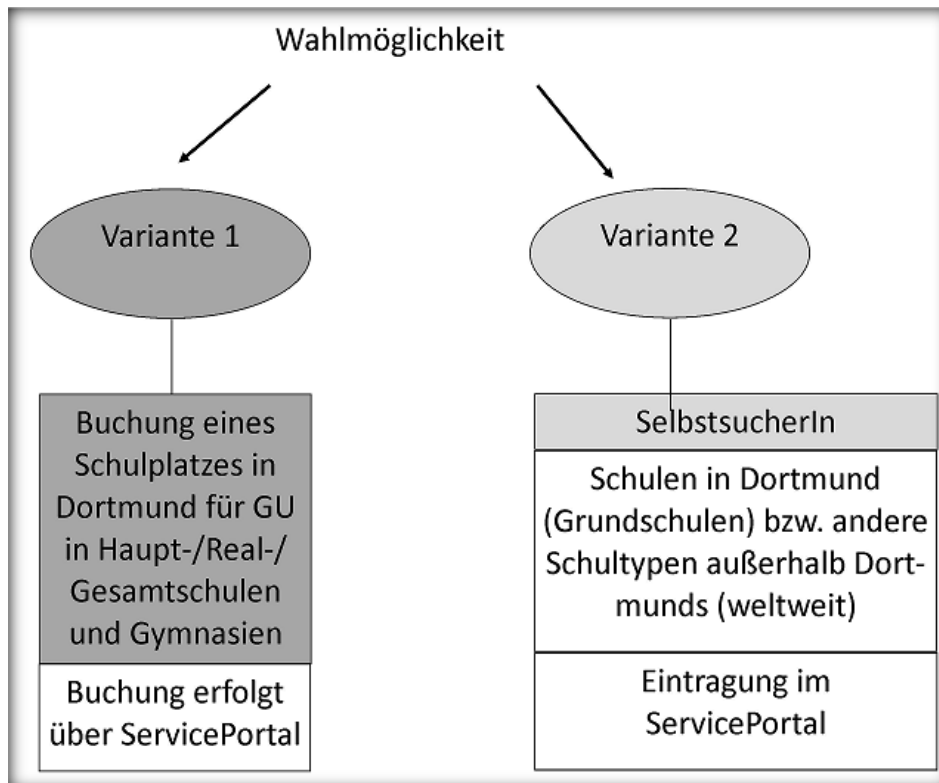 Wahlmöglichkeit
Variante 1
Variante 2
Buchung eines
Schulplatzes in
Dortmund für GU
in Haupt-/Real-/
Gesamtschulen
und Gymnasien
Buchung erfolgt
über ServicePortal
SelbstsucherIn
Schulen in Dortmund
(Grundschulen) bzw. andere
Schultypen außerhalb Dort-
munds (weltweit)
Eintragung im
ServicePortal